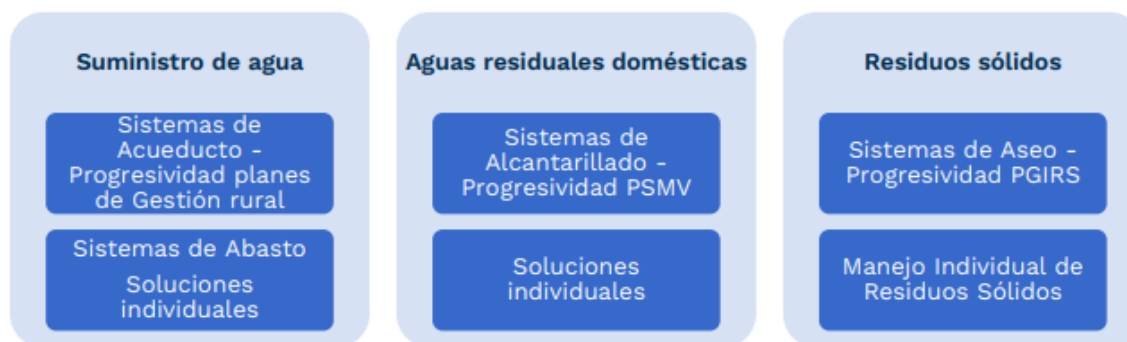 Suministro de agua
Sistemas de
Acueducto -
Progresividad planes
de Gestión rural
Sistemas de Abasto
Soluciones
individuales
Aguas residuales domésticas
Sistemas de
Alcantarillado -
Progresividad PSMV
Soluciones
individuales
Residuos sólidos
Sistemas de Aseo -
Progresividad PGIRS
Manejo Individual de
Residuos Sólidos